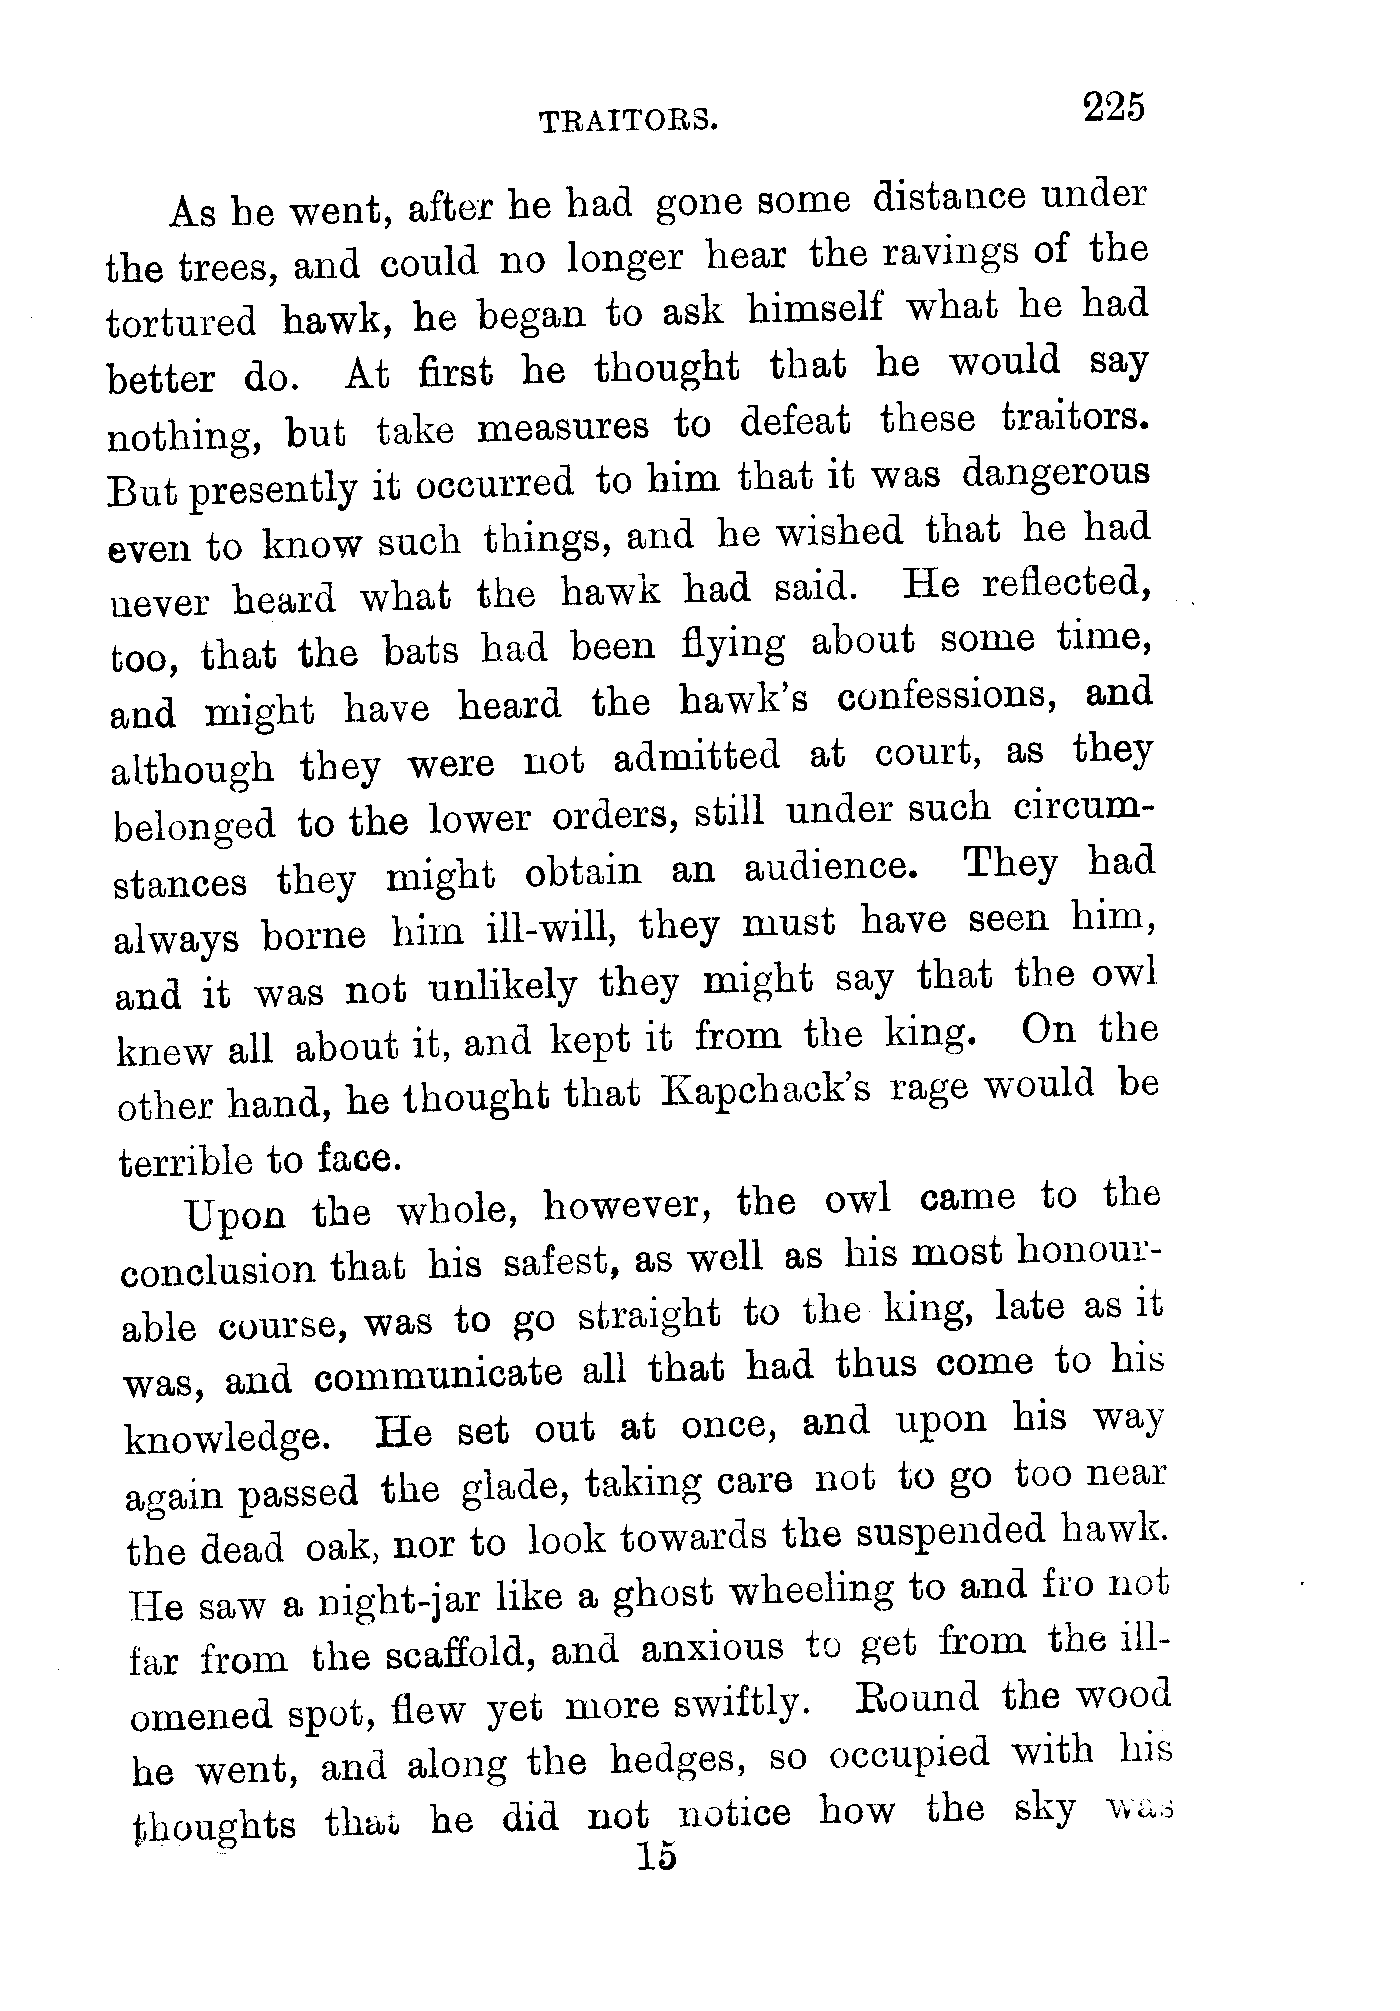 TRAITORS. 225
As he went, after he had gone some distance under
the trees, and could no longer hear the ravings of the
tortured hawk, he began to ask himself what he had
better do. At first he thought that he would say
nothing, but take measures to defeat these traitors.
But presently it occurred to him that it was dangerous
even to know such things, and he wished that he had
never heard what the hawk had said. He reflected,
too, that the bats had been flying about some time,
and might have heard the hawk's confessions, and
although they were not admitted at court, as they
belonged to the lower orders, still under such circum-
stances they might obtain an audience. They had
always borne him ill-will, they must have seen him,
and it was not unlikely they might say that the owl
knew all about it, and kept it from the king. On the
other hand, he thought that Kapchack's rage would be
terrible to face.
Upon the whole, however, the owl came to the
conclusion that his safest, as well as his most honour-
able course, was to go straight to the king, late as it
was, and communicate all that had thus come to his
knowledge. He set out at once, and upon his way
again passed the glade, taking care not to go too near
the dead oak, nor to look towards the suspended hawk.
He saw a night-jar like a ghost wheeling to and fro not
far from the scaffold, and anxious to get from the ill-
omened spot, flew yet more swiftly. Round the wood
he went, and along the hedges, so occupied with his
thoughts that he did not notice how the sky was
15